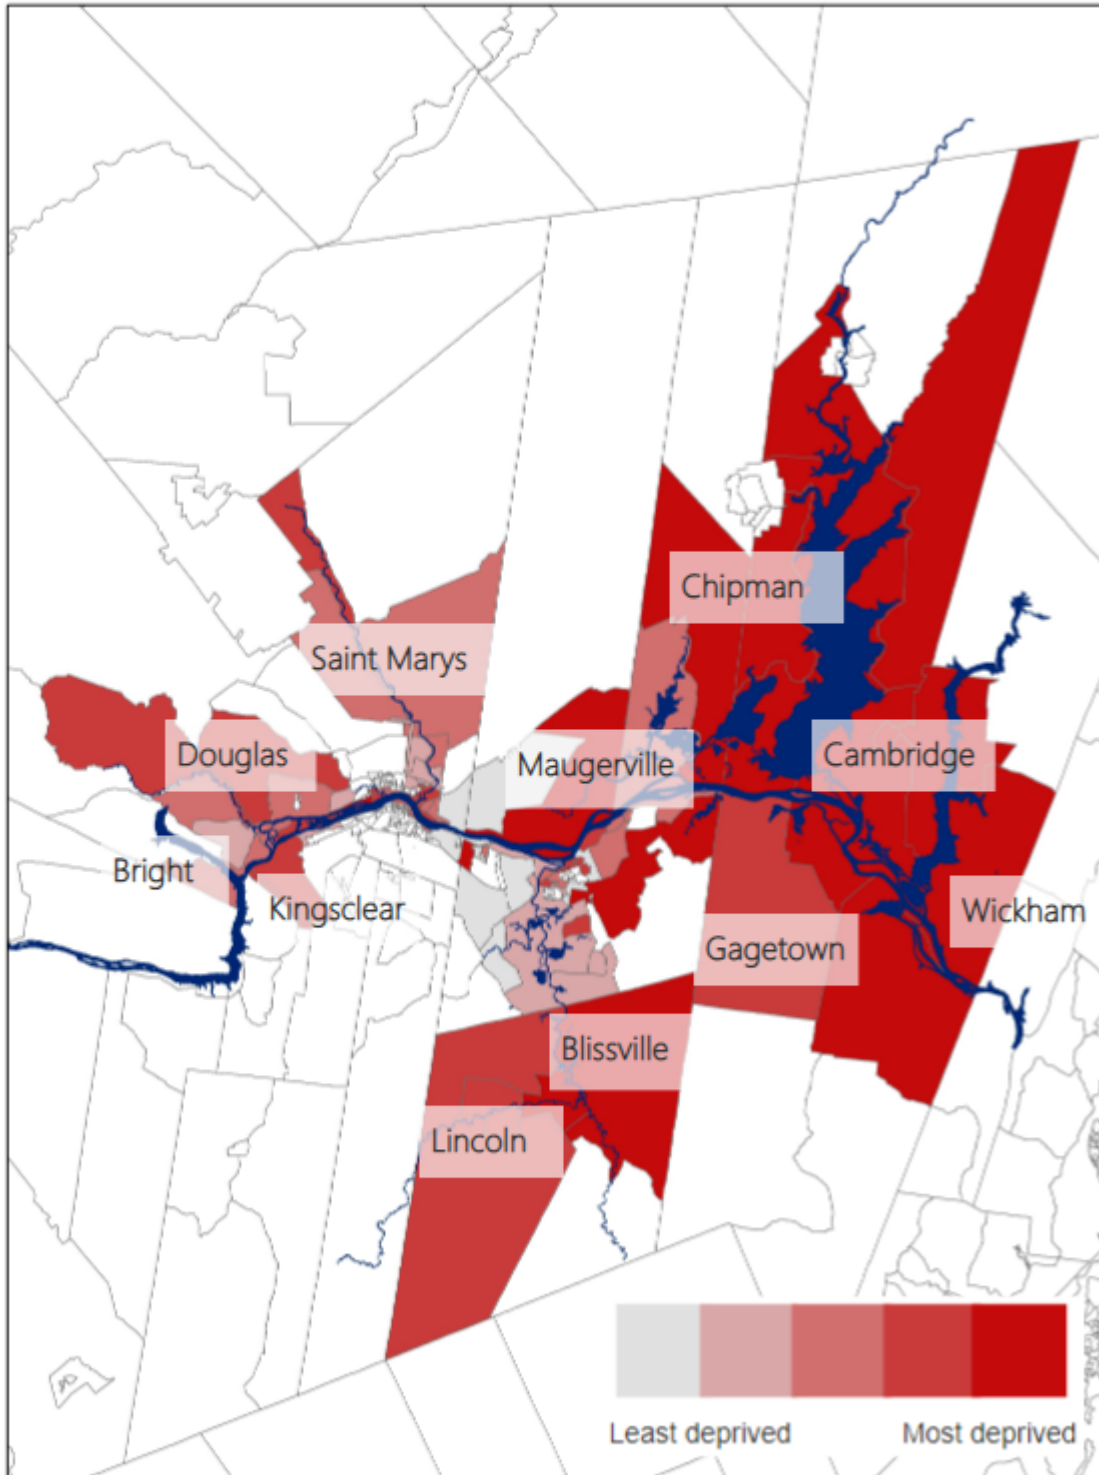 Chipman
Saint Marys
Douglas
Maugerville
Cambridge
Bright
Kingsclear
Wickham
Gagetown
Blissville
Lincoln
Least deprived
Most deprived